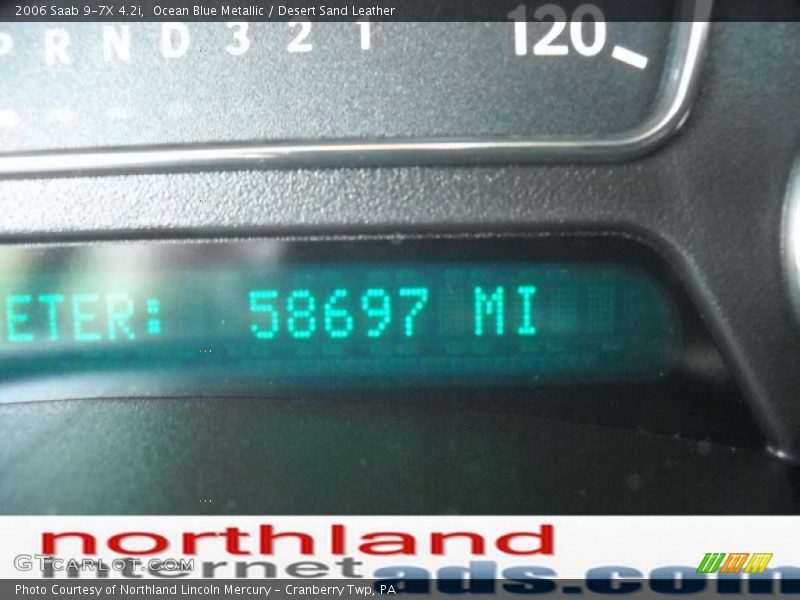 2006 Saab 9-7X 4.2i, Ocean Blue Metallic / Desert Sand Leather
P R N D 3 2 1 120
ETER: 58697 MI
northland
internet ads.com
GTCARLOT.COM
Photo Courtesy of Northland Lincoln Mercury - Cranberry Twp, PA